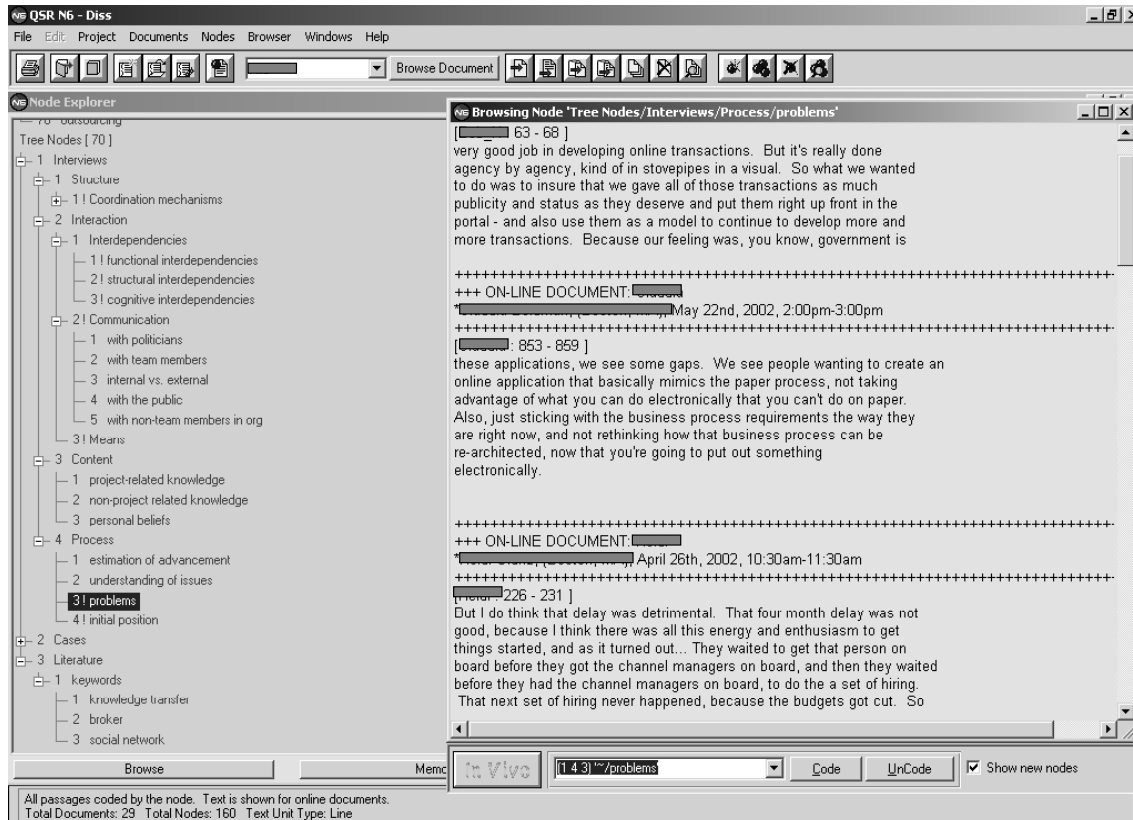 QSR N6 - Diss
File Edit Project Documents Nodes Browser Windows Help
Browse Document
Node Explorer
70 outsourcing
Tree Nodes [ 70 ]
1 Interviews
1 Structure
1 ! Coordination mechanisms
2 Interaction
1 Interdependencies
1 ! functional interdependencies
2 ! structural interdependencies
3 ! cognitive interdependencies
2 ! Communication
1 with politicians
2 with team members
3 internal vs. external
4 with the public
5 with non-team members in org
3 ! Means
3 Content
1 project-related knowledge
2 non-project related knowledge
3 personal beliefs
4 Process
1 estimation of advancement
2 understanding of issues
3 ! problems
4 ! initial position
2 Cases
3 Literature
1 keywords
1 knowledge transfer
2 broker
3 social network
Browse
Memo
All passages coded by the node. Text is shown for online documents.
Total Documents: 29 Total Nodes: 160 Text Unit Type: Line
Browsing Node 'Tree Nodes/Interviews/Process/problems'
[ 63 - 68 ]
very good job in developing online transactions. But it's really done
agency by agency, kind of in stovepipes in a visual. So what we wanted
to do was to insure that we gave all of those transactions as much
publicity and status as they deserve and put them right up front in the
portal - and also use them as a model to continue to develop more and
more transactions. Because our feeling was, you know, government is
+++ ON-LINE DOCUMENT:
* May 22nd, 2002, 2:00pm-3:00pm
[ : 853 - 859 ]
these applications, we see some gaps. We see people wanting to create an
online application that basically mimics the paper process, not taking
advantage of what you can do electronically that you can't do on paper.
Also, just sticking with the business process requirements the way they
are right now, and not rethinking how that business process can be
re-architected, now that you're going to put out something
electronically.
+++ ON-LINE DOCUMENT:
* April 26th, 2002, 10:30am-11:30am
[ 226 - 231 ]
But I do think that delay was detrimental. That four month delay was not
good, because I think there was all this energy and enthusiasm to get
things started, and as it turned out... They waited to get that person on
board before they got the channel managers on board, and then they waited
before they had the channel managers on board, to do the a set of hiring.
That next set of hiring never happened, because the budgets got cut. So
In Vivo
(1 4 3) '~/problems'
Code
UnCode
Show new nodes